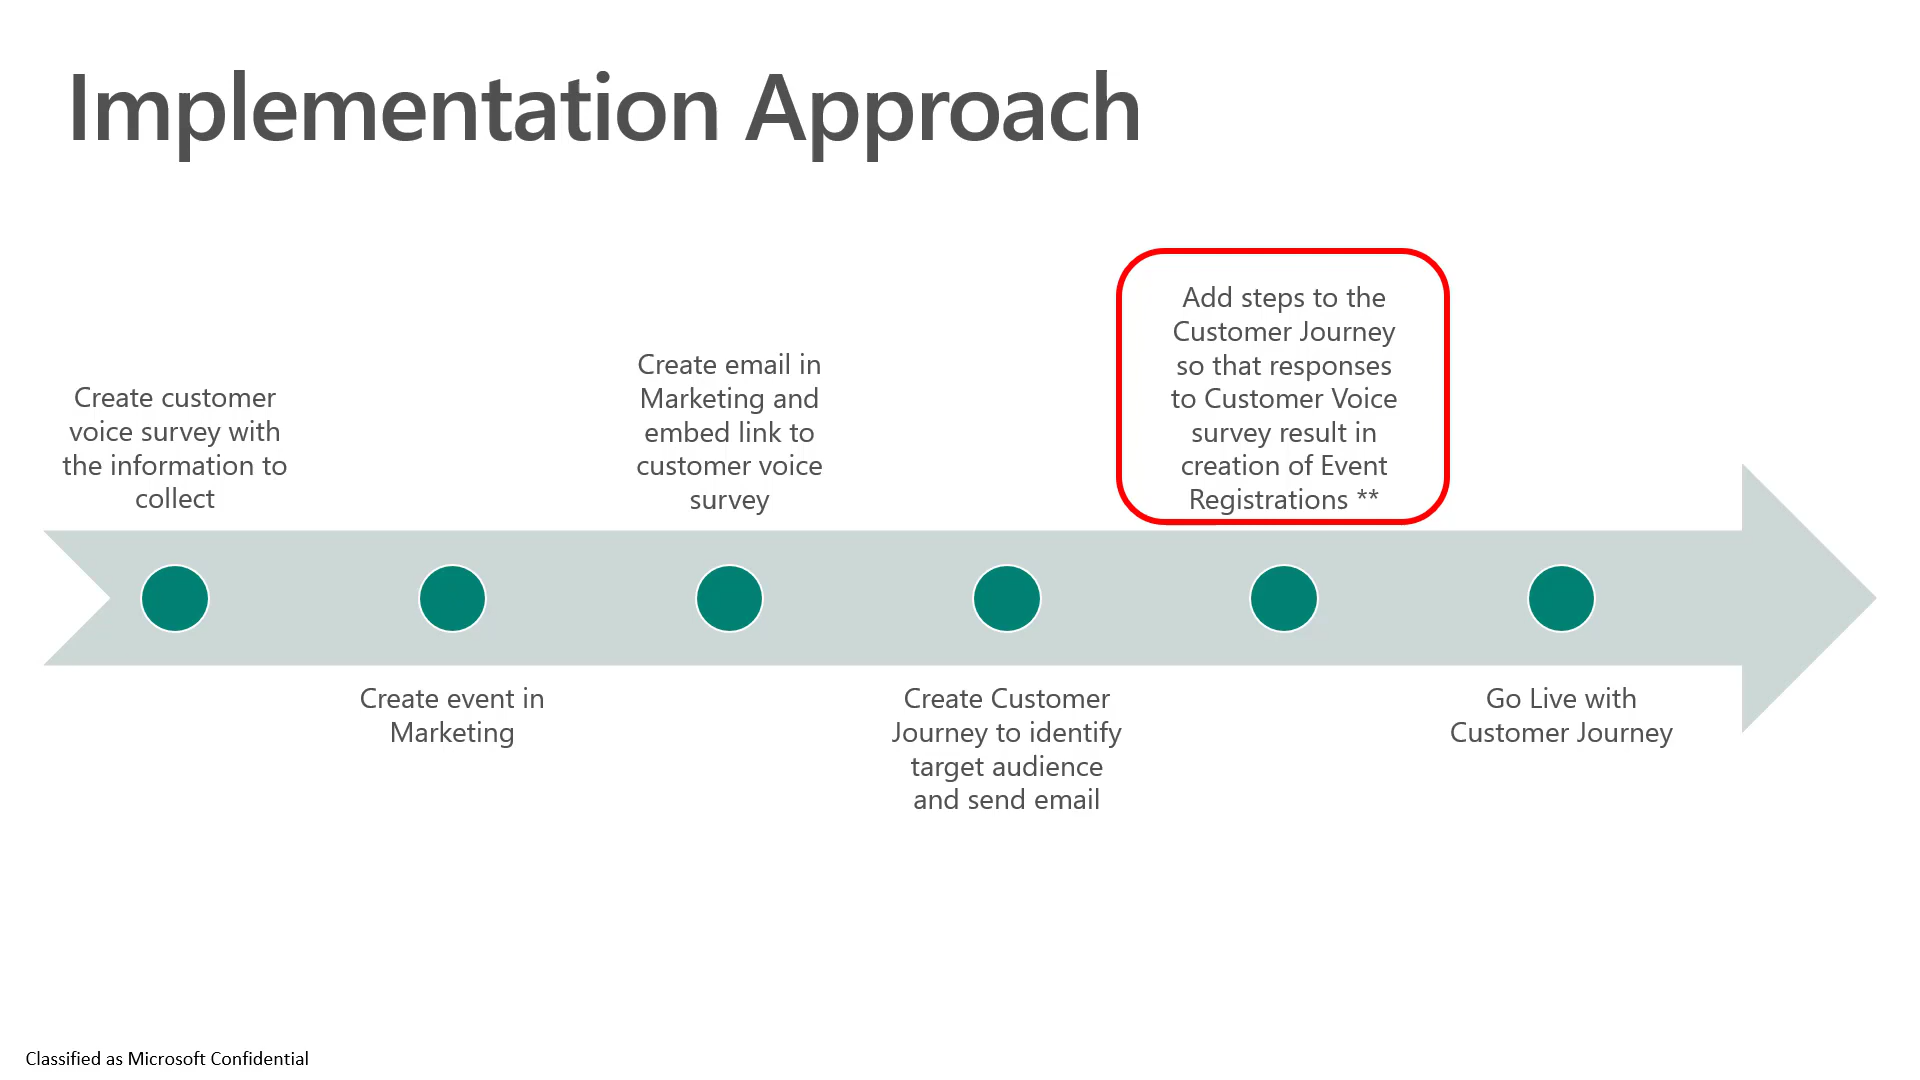 Implementation Approach
Create customer
voice survey with
the information to
collect
Create event in
Marketing
Create email in
Marketing and
embed link to
customer voice
survey
Create Customer
Journey to identify
target audience
and send email
Add steps to the
Customer Journey
so that responses
to Customer Voice
survey result in
creation of Event
Registrations **
Go Live with
Customer Journey
Classified as Microsoft Confidential